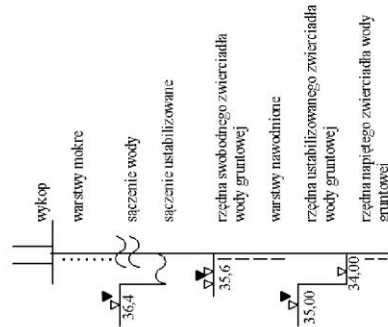 wykop
warstwy mokre
sączenie wody
sączenie ustabilizowane
rzędna swobodnego zwierciadła
wody gruntowej
warstwy nawodnione
rzędna ustabilizowanego zwierciadła
wody gruntowej
rzędna napiętego zwierciadła wody
gruntowej
36,4
35,6
35,00
34,00